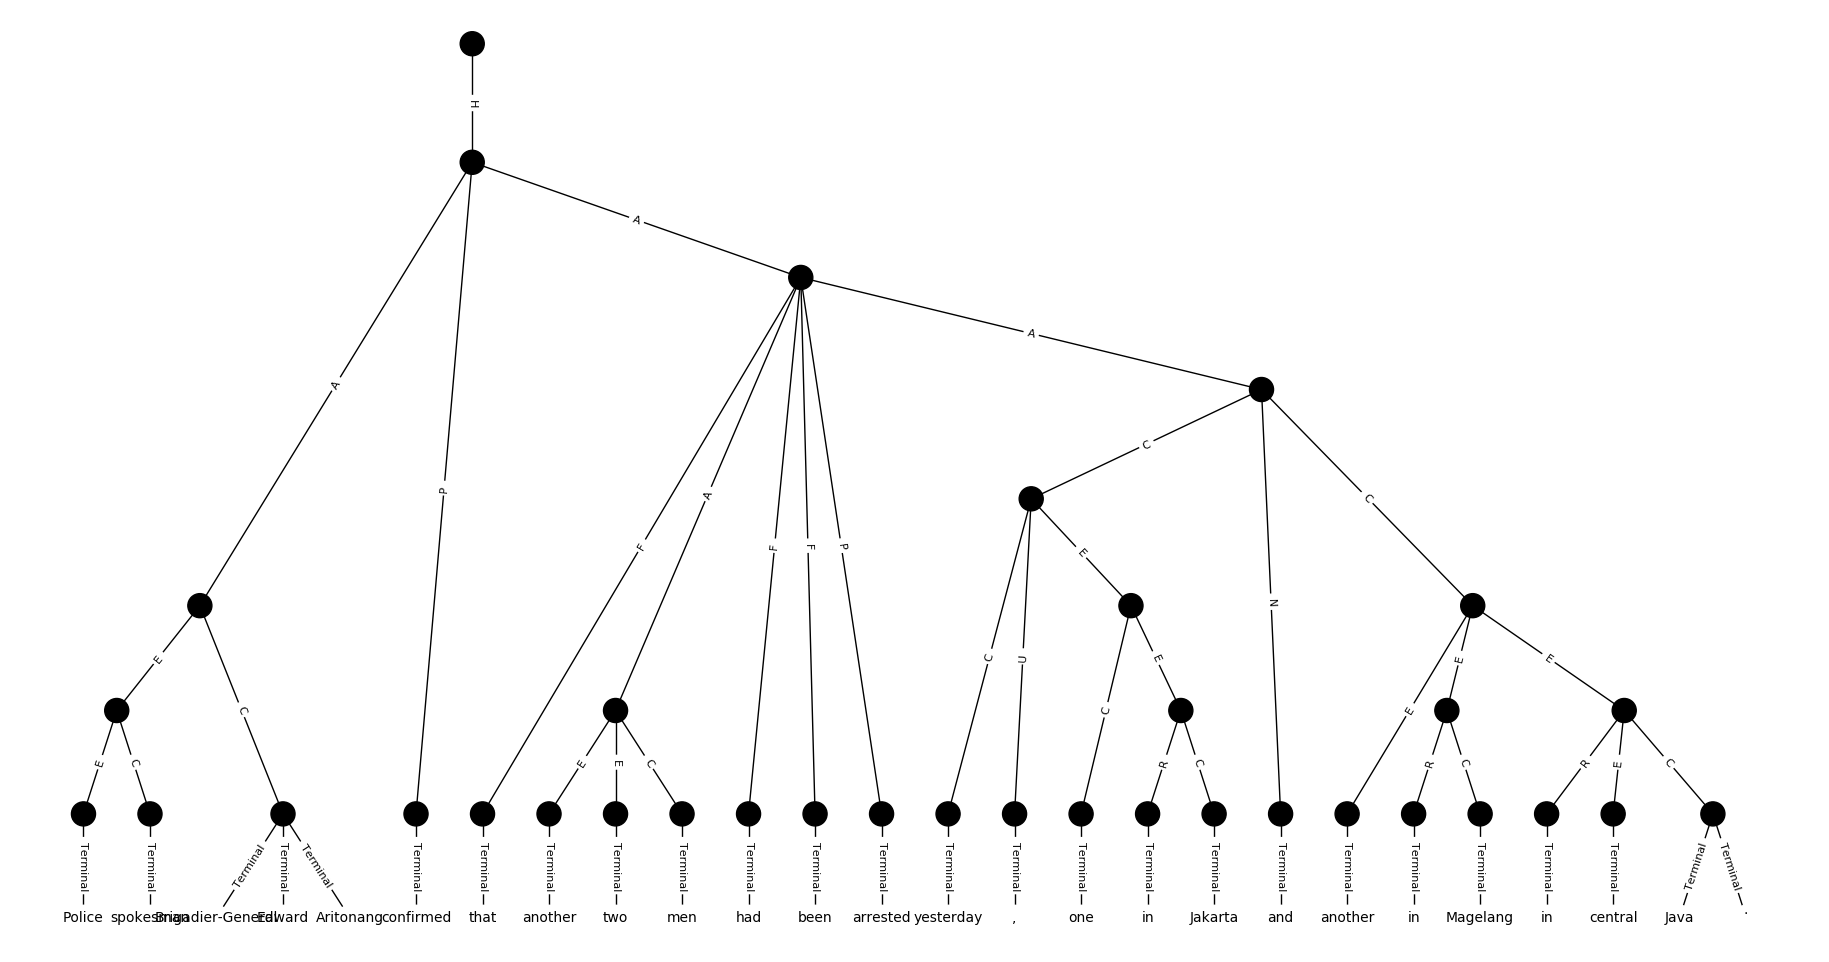 H
A
A
A
P
C
C
F
A
F
F
P
E
N
E
C
U
E
E
E
C
C
E
E
R
E
C
E
E
C
R
C
R
C
R
E
C
Terminal Terminal Terminal Terminal Terminal Terminal Terminal Terminal Terminal Terminal Terminal Terminal Terminal Terminal Terminal Terminal Terminal Terminal Terminal Terminal Terminal Terminal Terminal Terminal Terminal Terminal Terminal
Police spokesman Brigadier-General Edward Aritonang confirmed that another two men had been arrested yesterday , one in Jakarta and another in Magelang in central Java .